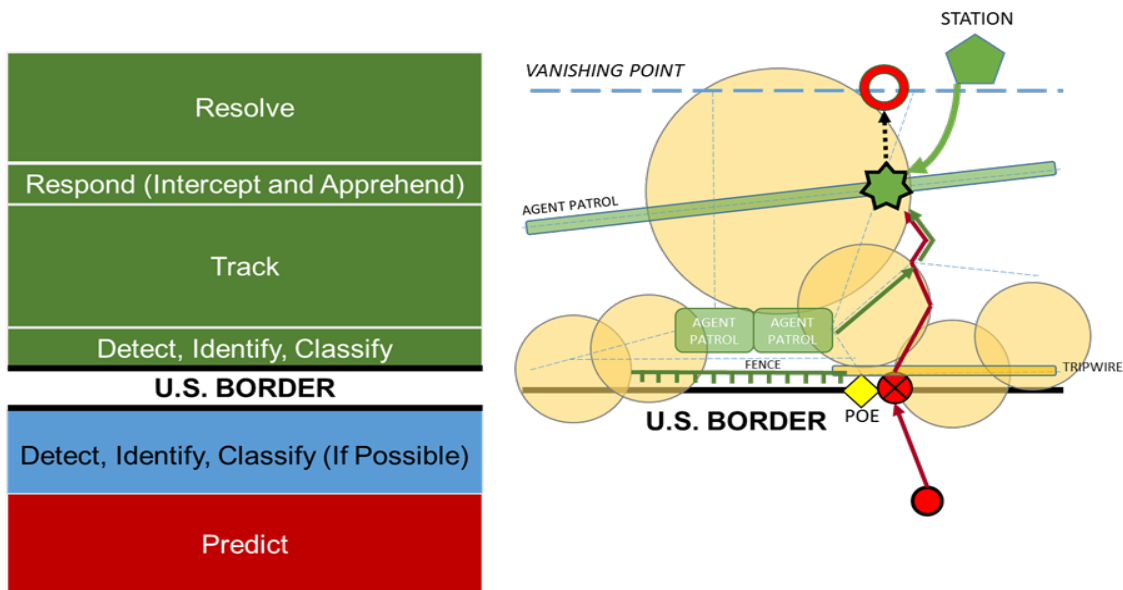 Resolve
Respond (Intercept and Apprehend)
Track
Detect, Identify, Classify
U.S. BORDER
Detect, Identify, Classify (If Possible)
Predict
STATION
VANISHING POINT
AGENT PATROL
AGENT
PATROL
AGENT
PATROL
FENCE
TRIPWIRE
U.S. BORDER
POE